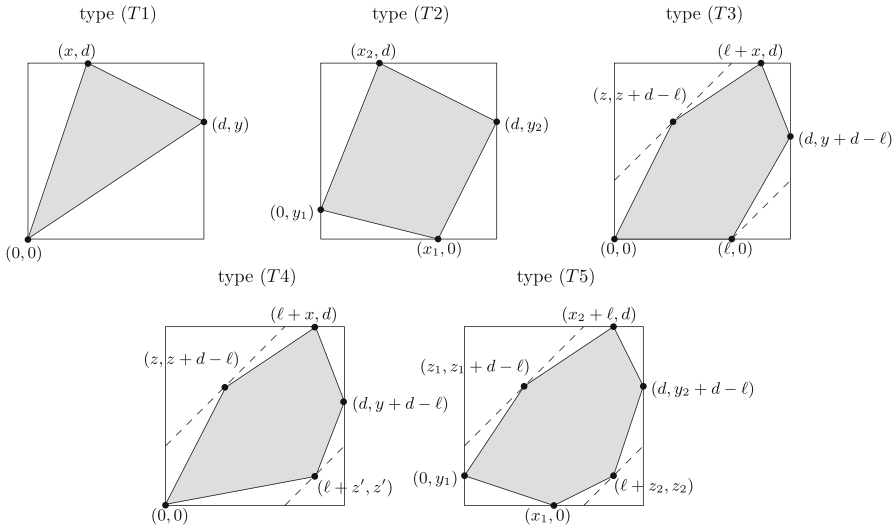 type (T1)
type (T2)
type (T3)
(x, d)
(x₂, d)
(ℓ + x, d)
(z, z + d − ℓ)
(d, y)
(d, y₂)
(d, y + d − ℓ)
(0, y₁)
(0, 0)
(x₁, 0)
(0, 0)
(ℓ, 0)
type (T4)
type (T5)
(ℓ + x, d)
(x₂ + ℓ, d)
(z, z + d − ℓ)
(z₁, z₁ + d − ℓ)
(d, y + d − ℓ)
(d, y₂ + d − ℓ)
(ℓ + z′, z′)
(0, y₁)
(ℓ + z₂, z₂)
(0, 0)
(x₁, 0)